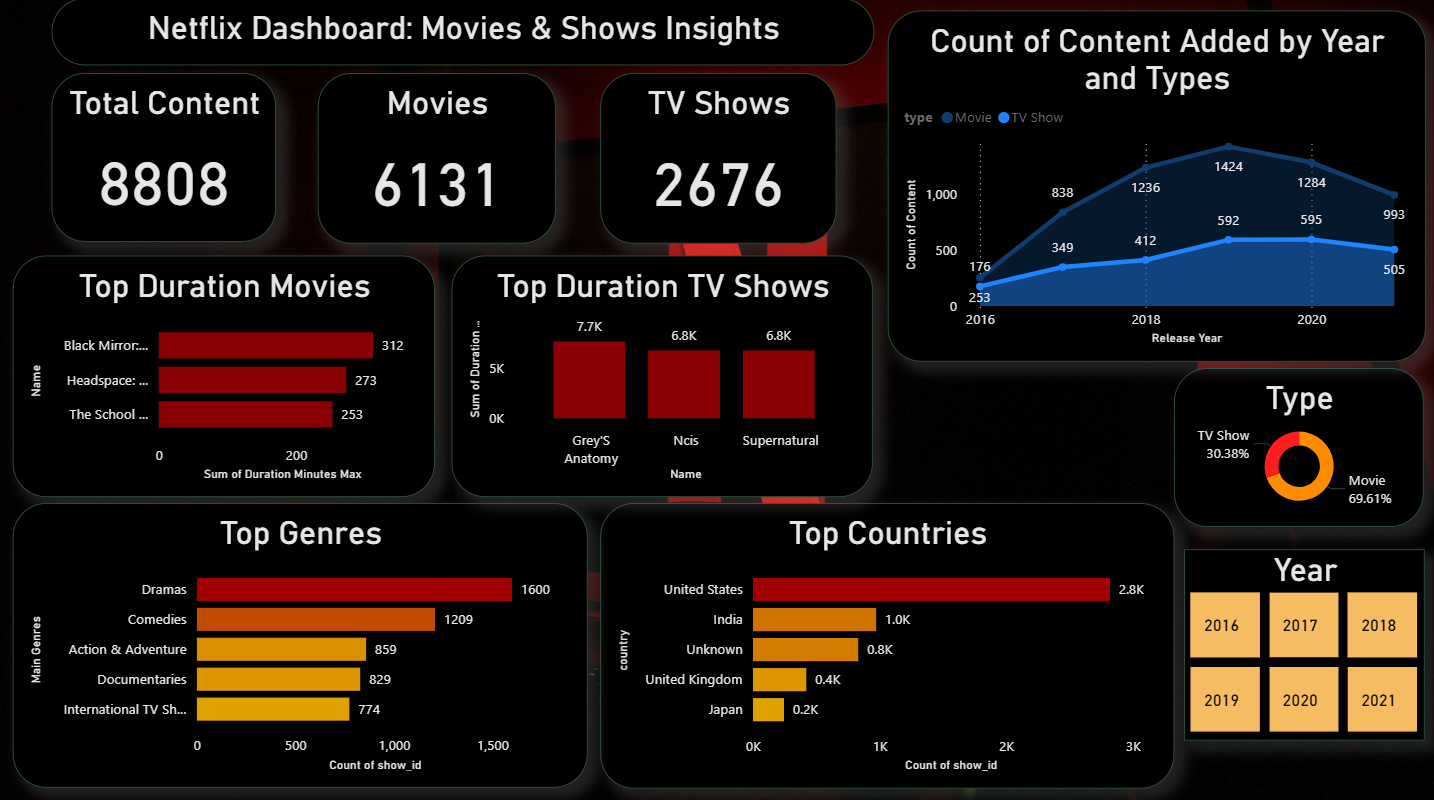 Netflix Dashboard: Movies & Shows Insights
Total Content
8808
Movies
6131
TV Shows
2676
Count of Content Added by Year
and Types
type Movie TV Show
Count of Content
1,000
500
0
176
253
838
349
1236
412
1424
592
1284
595
993
505
2016
2018
2020
Release Year
Top Duration Movies
Name
Black Mirror:...
312
Headspace: ...
273
The School ...
253
0
200
Sum of Duration Minutes Max
Top Duration TV Shows
Sum of Duration ...
5K
0K
7.7K
6.8K
6.8K
Grey'S
Anatomy
Ncis
Supernatural
Name
Type
TV Show
30.38%
Movie
69.61%
Top Genres
Main Genres
Dramas
1600
Comedies
1209
Action & Adventure
859
Documentaries
829
International TV Sh...
774
0
500
1,000
1,500
Count of show_id
Top Countries
country
United States
2.8K
India
1.0K
Unknown
0.8K
United Kingdom
0.4K
Japan
0.2K
0K
1K
2K
3K
Count of show_id
Year
2016
2017
2018
2019
2020
2021